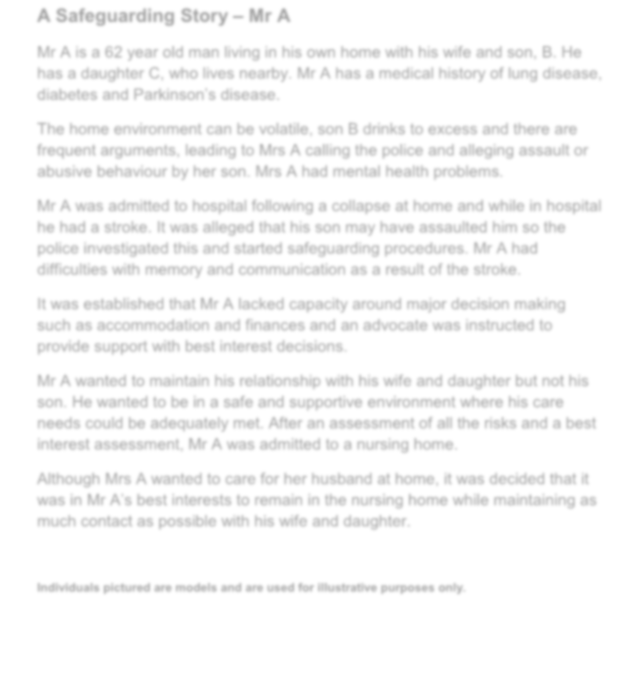 A Safeguarding Story – Mr A
Mr A is a 62 year old man living in his own home with his wife and son, B. He
has a daughter C, who lives nearby. Mr A has a medical history of lung disease,
diabetes and Parkinson's disease.
The home environment can be volatile, son B drinks to excess and there are
frequent arguments, leading to Mrs A calling the police and alleging assault or
abusive behaviour by her son. Mrs A had mental health problems.
Mr A was admitted to hospital following a collapse at home and while in hospital
he had a stroke. It was alleged that his son may have assaulted him so the
police investigated this and started safeguarding procedures. Mr A had
difficulties with memory and communication as a result of the stroke.
It was established that Mr A lacked capacity around major decision making
such as accommodation and finances and an advocate was instructed to
provide support with best interest decisions.
Mr A wanted to maintain his relationship with his wife and daughter but not his
son. He wanted to be in a safe and supportive environment where his care
needs could be adequately met. After an assessment of all the risks and a best
interest assessment, Mr A was admitted to a nursing home.
Although Mrs A wanted to care for her husband at home, it was decided that it
was in Mr A's best interests to remain in the nursing home while maintaining as
much contact as possible with his wife and daughter.
Individuals pictured are models and are used for illustrative purposes only.